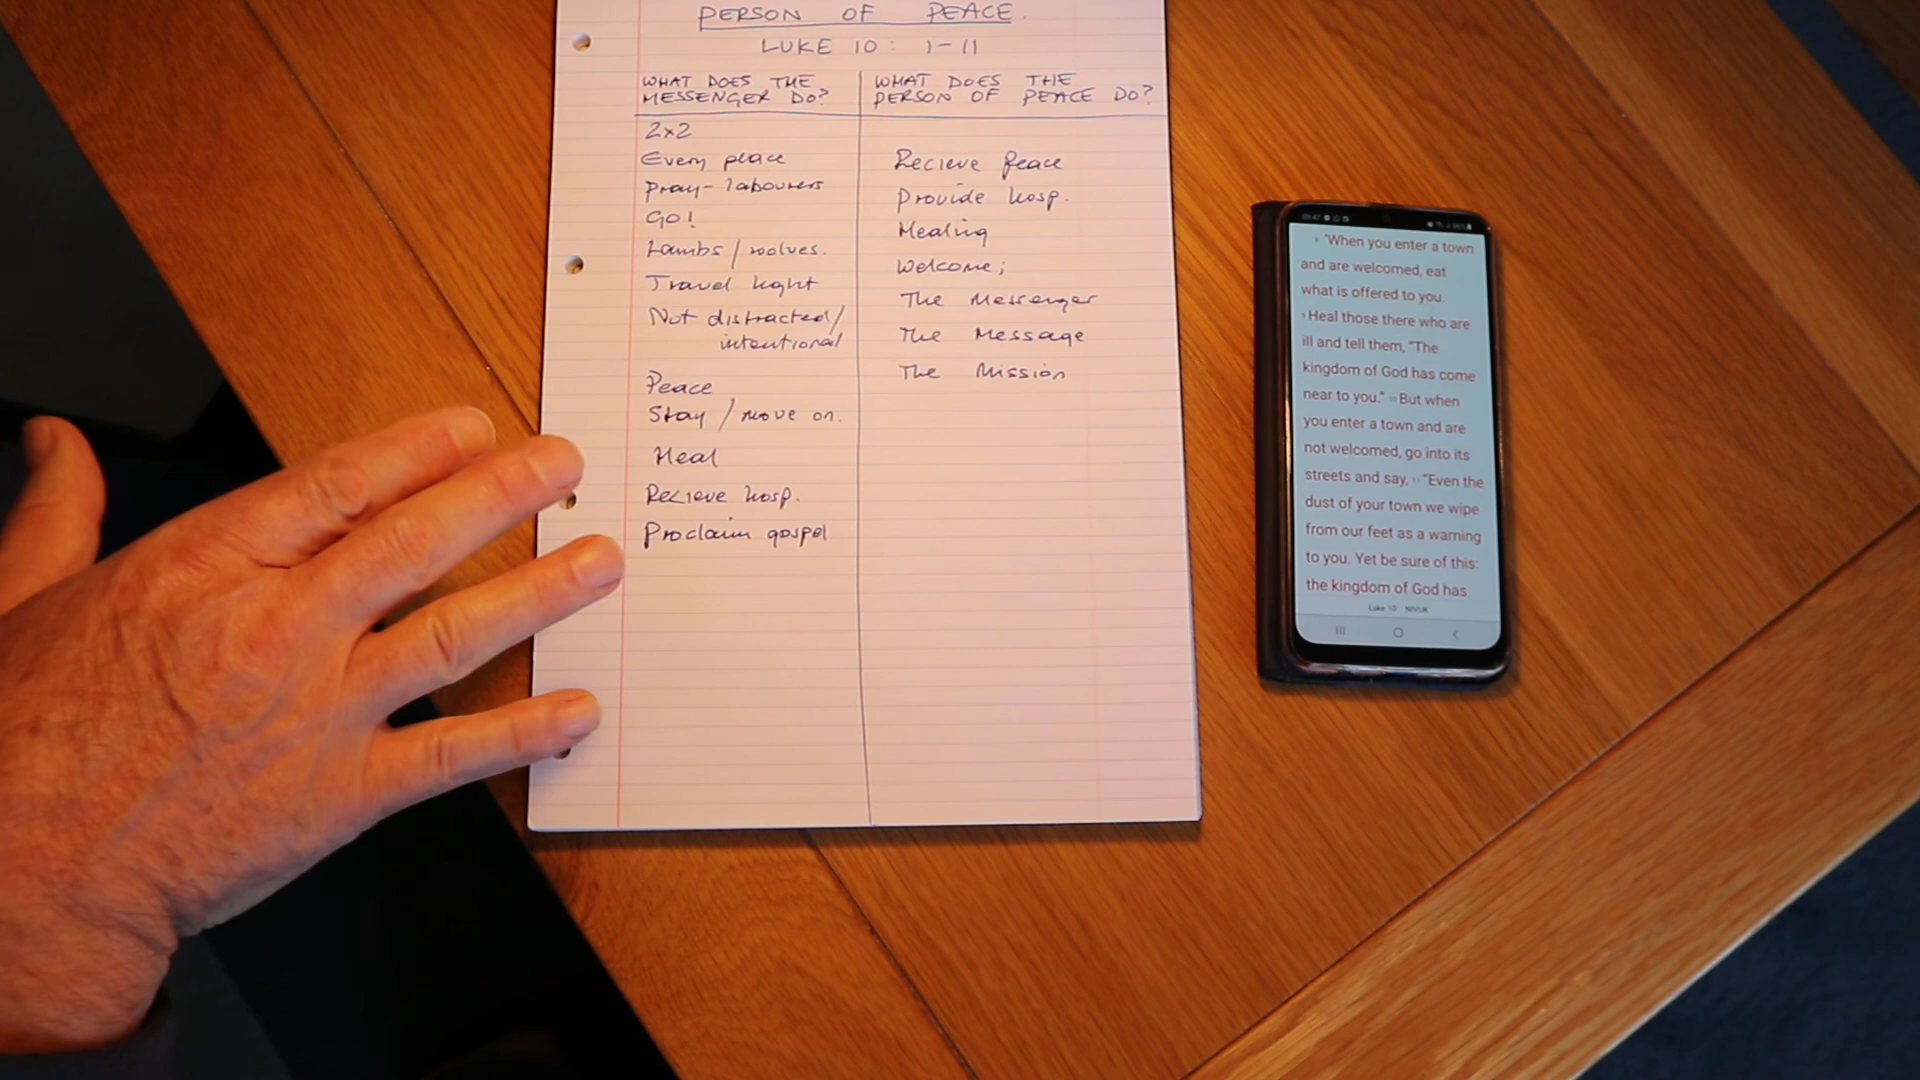 PERSON OF PEACE.
LUKE 10: 1-11
WHAT DOES THE
MESSENGER DO?
2x2
Every place
Pray- labourers
GO!
Lambs / wolves.
Travel light
Not distracted/
intentional
Peace
Stay / move on.
Heal
Recieve hosp.
Proclaim gospel
WHAT DOES THE
PERSON OF PEACE DO?
Recieve Peace
Provide hosp.
Healing
Welcome;
The Messenger
The Message
The Mission
09:47
8 "When you enter a town
and are welcomed, eat
what is offered to you.
9 Heal those there who are
ill and tell them, "The
kingdom of God has come
near to you." 10 But when
you enter a town and are
not welcomed, go into its
streets and say, 11 "Even the
dust of your town we wipe
from our feet as a warning
to you. Yet be sure of this:
the kingdom of God has
Luke 10 NIVUK